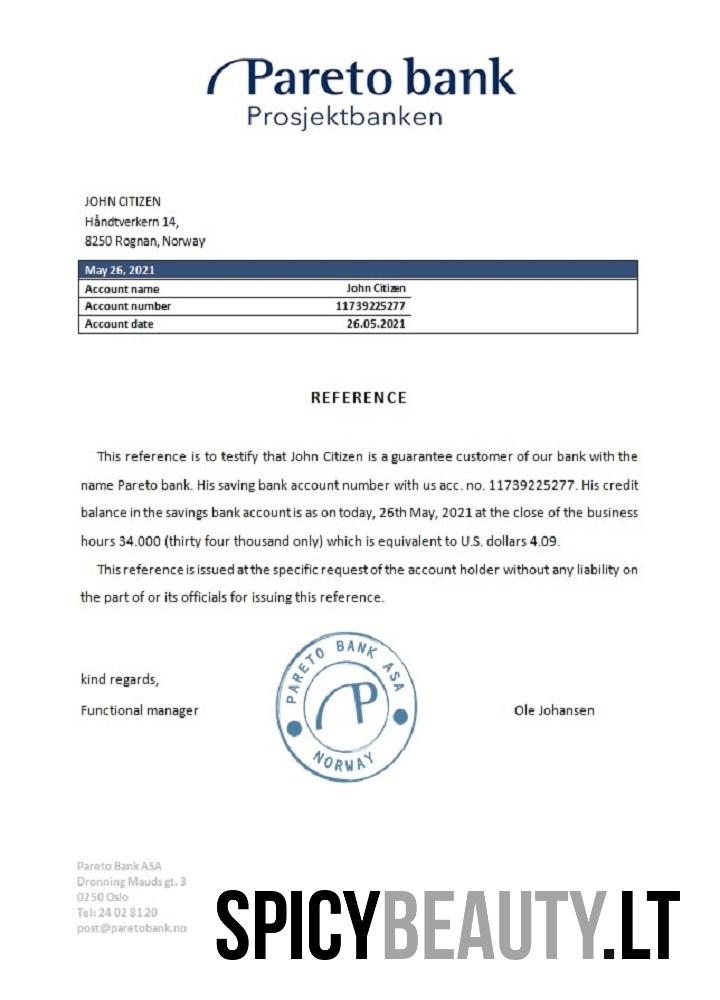 Pareto bank
Prosjektbanken
JOHN CITIZEN
Håndtverkern 14,
8250 Rognan, Norway
May 26, 2021
Account name John Citizen
Account number 11739225277
Account date 26.05.2021
REFERENCE
This reference is to testify that John Citizen is a guarantee customer of our bank with the
name Pareto bank. His saving bank account number with us acc. no. 11739225277. His credit
balance in the savings bank account is as on today, 26th May, 2021 at the close of the business
hours 34.000 (thirty four thousand only) which is equivalent to U.S. dollars 4.09.
This reference is issued at the specific request of the account holder without any liability on
the part of or its officials for issuing this reference.
PARETO BANK ASA
P
NORWAY
kind regards,
Functional manager
Ole Johansen
Pareto Bank ASA
Dronning Mauds gt. 3
0250 Oslo
Tel: 24 02 81 20
post@paretobank.no
SPICYBEAUTY.LT